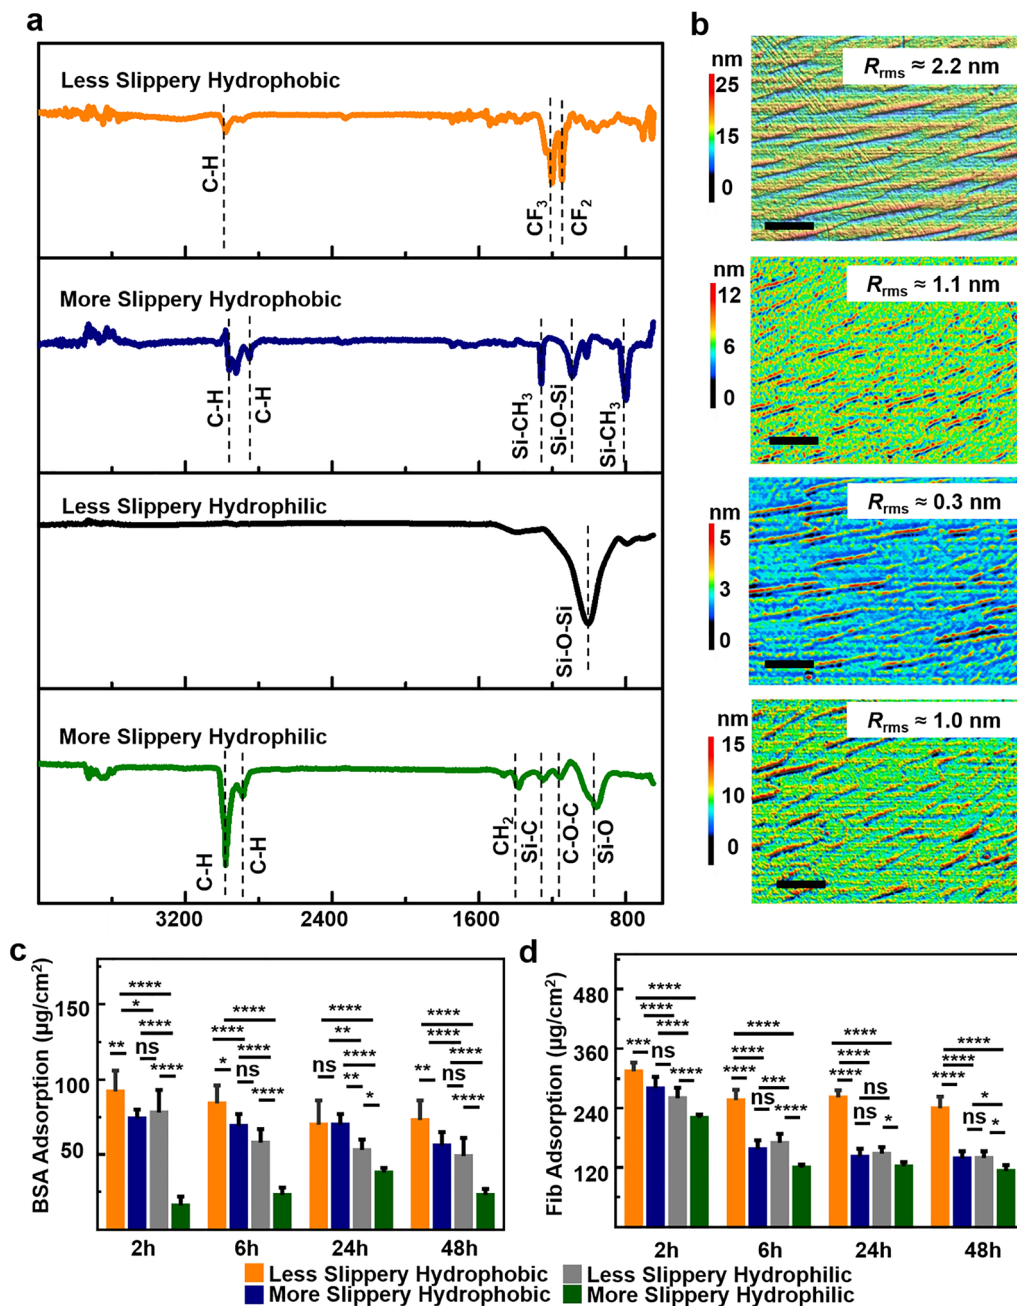 a
Less Slippery Hydrophobic
C-H
CF3
CF2
More Slippery Hydrophobic
C-H
C-H
Si-CH3
Si-O-Si
Si-CH3
Less Slippery Hydrophilic
Si-O-Si
More Slippery Hydrophilic
C-H
C-H
CH2
Si-C
C-O-C
Si-O
3200 2400 1600 800
b
nm
25
15
0
Rrms ≈ 2.2 nm
nm
12
6
0
Rrms ≈ 1.1 nm
nm
5
3
0
Rrms ≈ 0.3 nm
nm
15
10
0
Rrms ≈ 1.0 nm
c
BSA Adsorption (µg/cm2)
150
100
50
****
*
****
** ns
****
****
****
****
* ns
****
****
**
ns
****
**
*
****
****
****
** ns
****
2h 6h 24h 48h
d
Fib Adsorption (µg/cm2)
480
360
240
120
****
****
****
*** ns
****
****
****
****
***
ns
****
****
****
****
ns
ns
*
****
****
****
*
ns
*
2h 6h 24h 48h
Less Slippery Hydrophobic
Less Slippery Hydrophilic
More Slippery Hydrophobic
More Slippery Hydrophilic